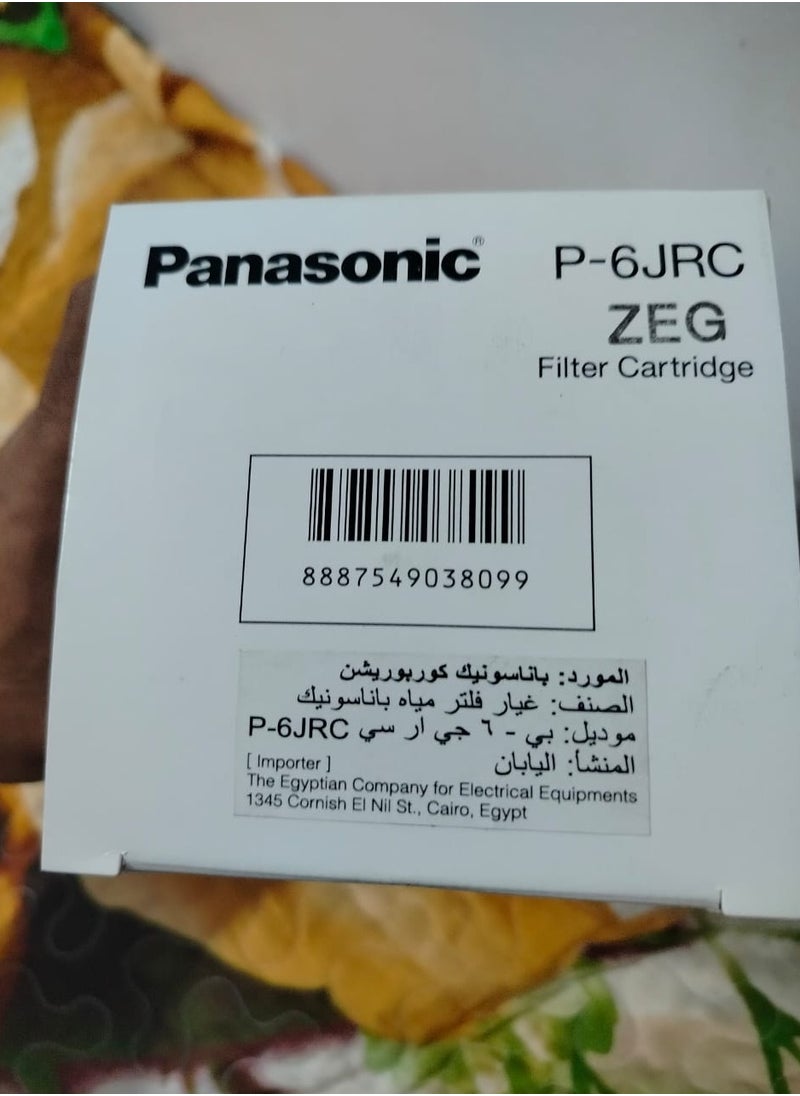 Panasonic®
P-6JRC
ZEG
Filter Cartridge
8887549038099
المورد: باناسونيك كوربوريشن
الصنف: غيار فلتر مياه باناسونيك
موديل: بي - ٦ جي ار سي P-6JRC
المنشأ: اليابان
[ Importer ]
The Egyptian Company for Electrical Equipments
1345 Cornish El Nil St., Cairo, Egypt